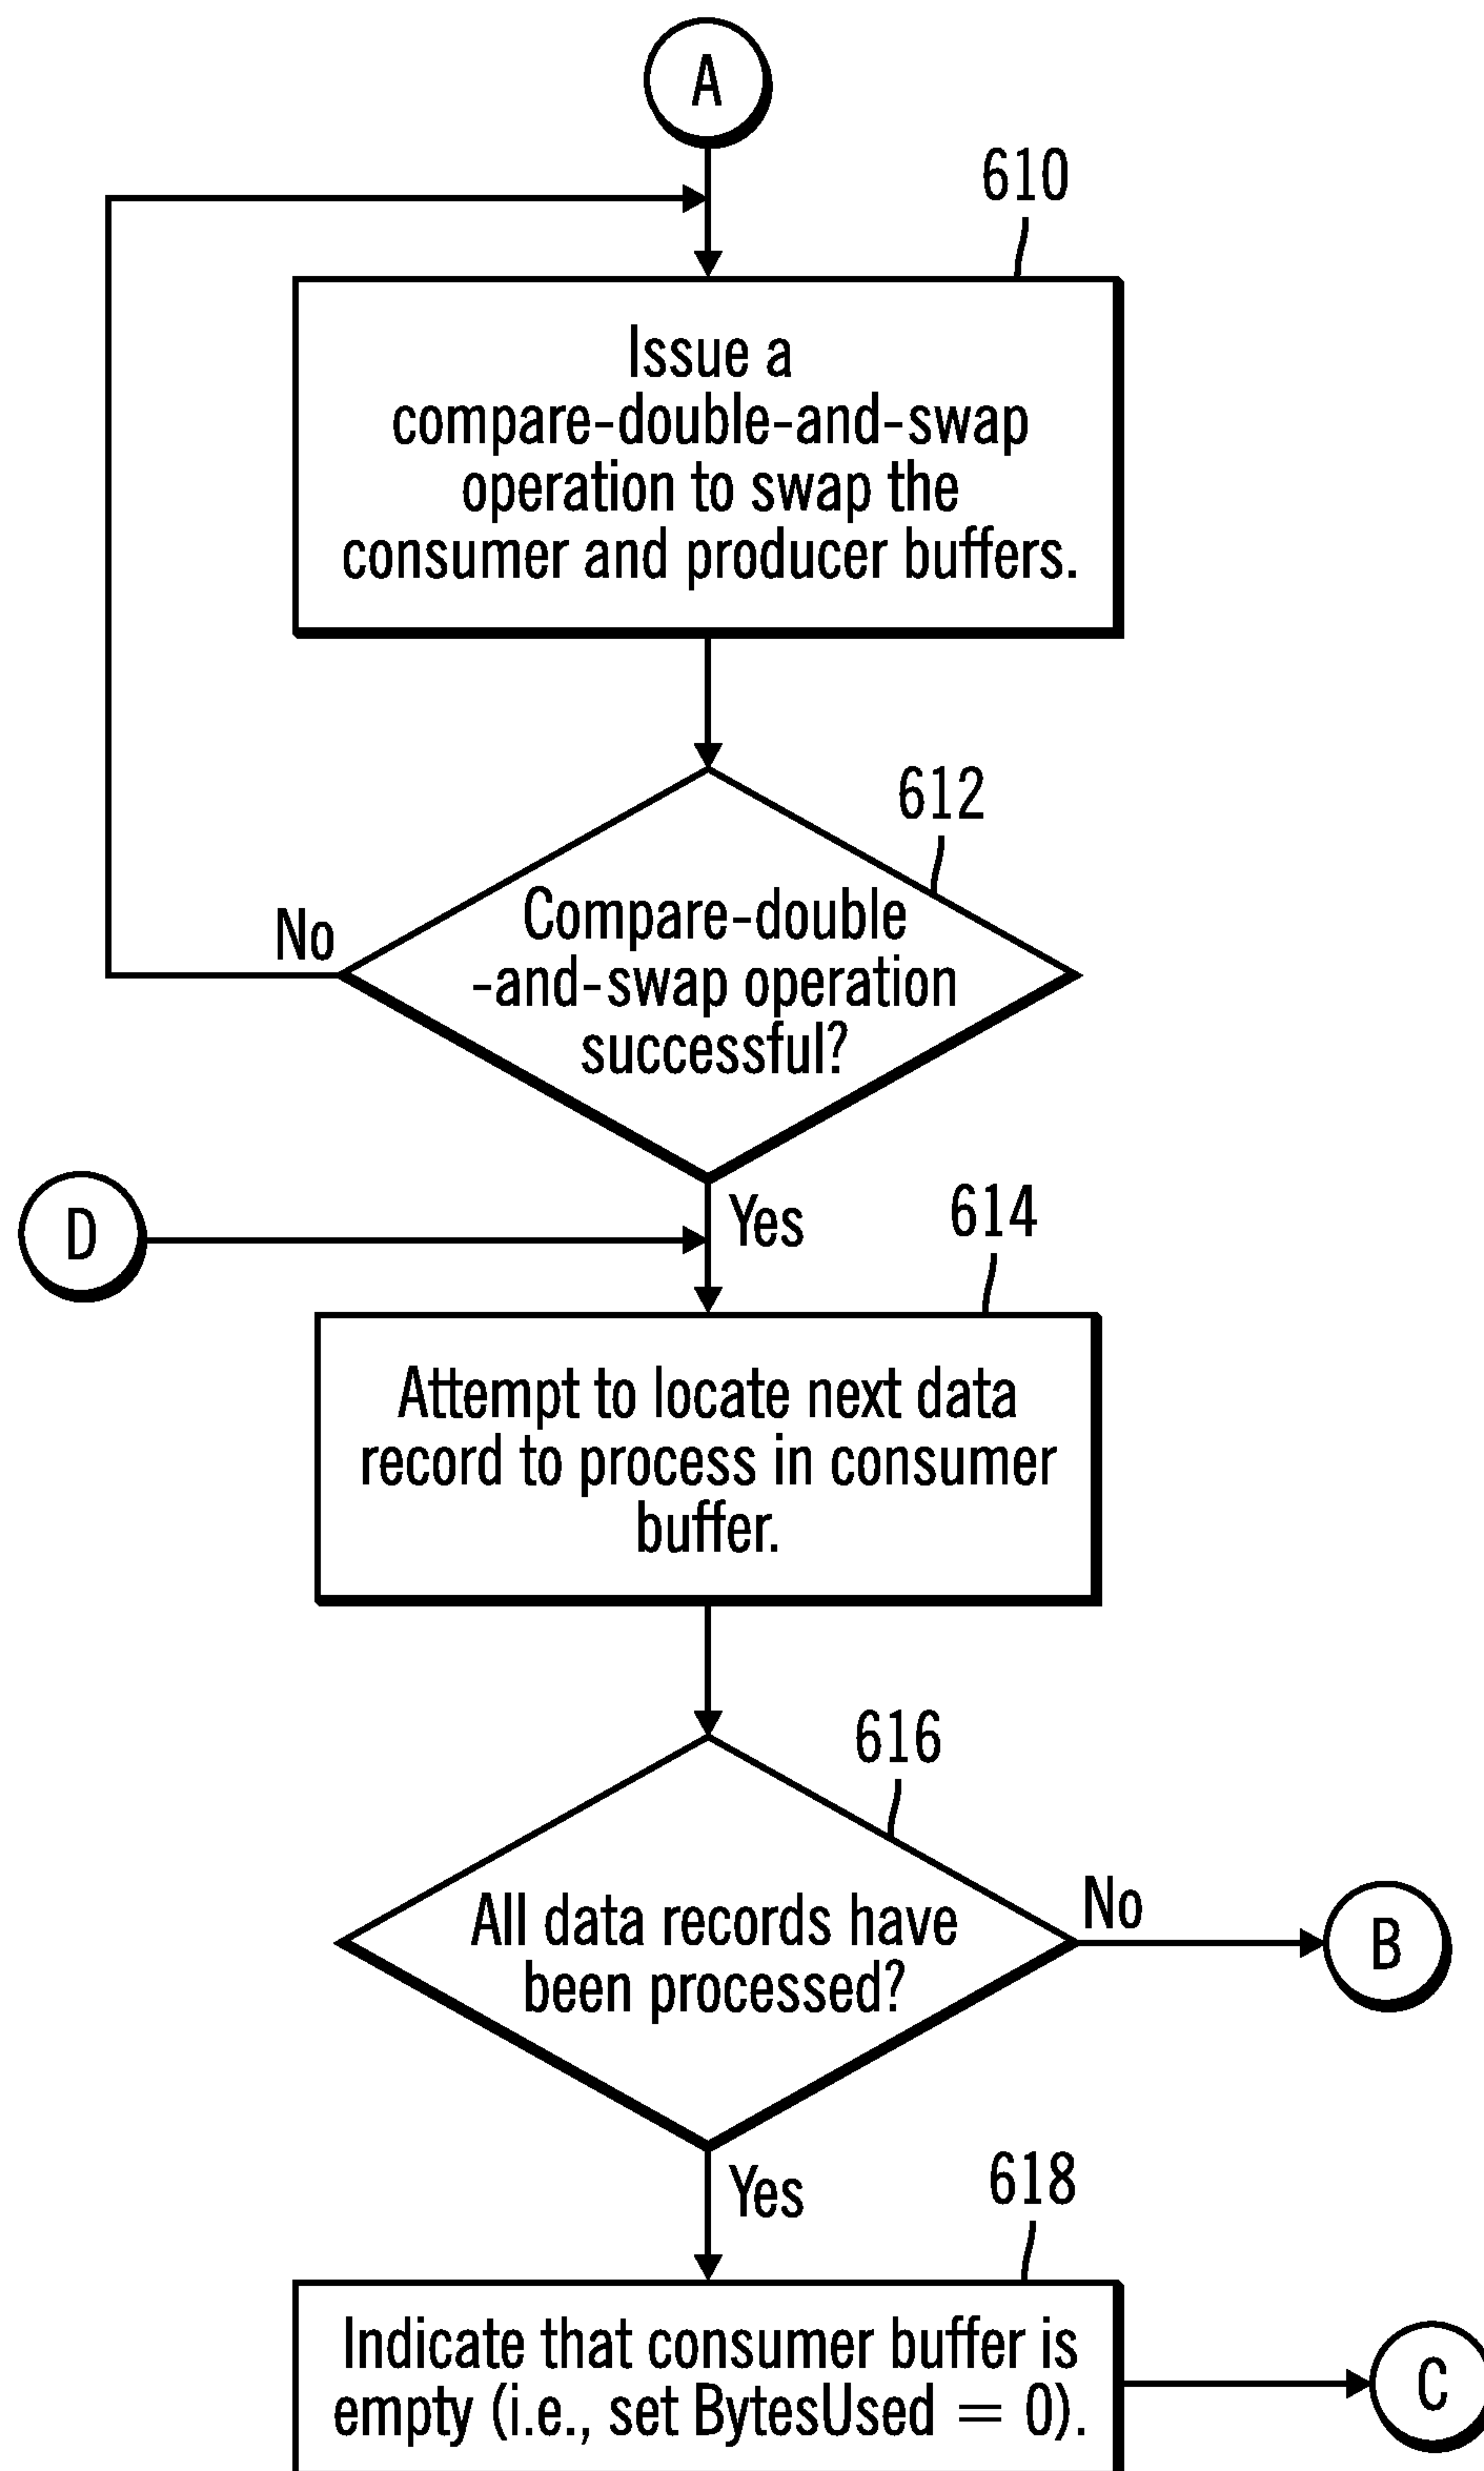 A
610
Issue a
compare-double-and-swap
operation to swap the
consumer and producer buffers.
612
Compare-double
-and-swap operation
successful?
No
Yes
D
614
Attempt to locate next data
record to process in consumer
buffer.
616
All data records have
been processed?
No
B
Yes
618
Indicate that consumer buffer is
empty (i.e., set BytesUsed = 0).
C